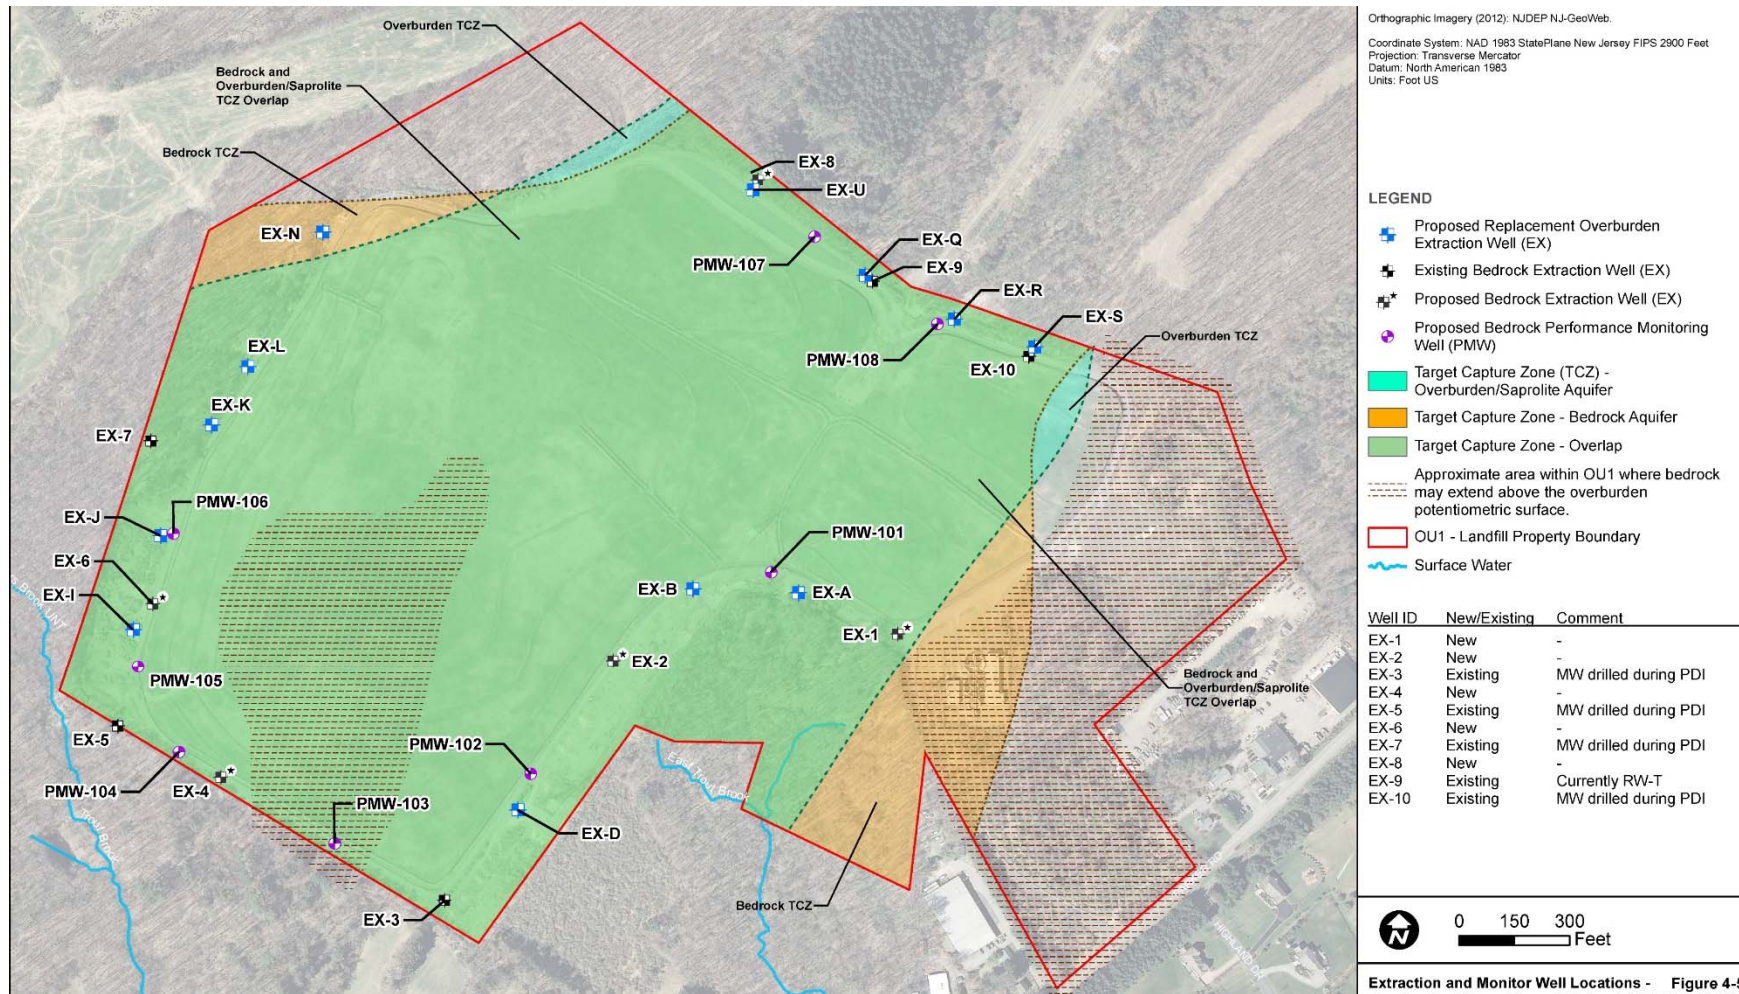 Overburden TCZ
Bedrock and
Overburden/Saprolite
TCZ Overlap
Bedrock TCZ
EX-8
EX-U
EX-N
EX-Q
PMW-107
EX-9
EX-R
EX-S
Overburden TCZ
PMW-108
EX-10
EX-L
EX-K
EX-7
PMW-106
EX-J
PMW-101
EX-6
EX-B
EX-A
EX-I
EX-1
EX-2
PMW-105
Bedrock and
Overburden/Saprolite
TCZ Overlap
EX-5
PMW-102
PMW-104
EX-4
PMW-103
EX-D
Bedrock TCZ
EX-3
Brook UNT
East Trout Brook
Trout Brook
Orthographic Imagery (2012): NJDEP NJ-GeoWeb.
Coordinate System: NAD 1983 StatePlane New Jersey FIPS 2900 Feet
Projection: Transverse Mercator
Datum: North American 1983
Units: Foot US
LEGEND
Proposed Replacement Overburden
Extraction Well (EX)
Existing Bedrock Extraction Well (EX)
Proposed Bedrock Extraction Well (EX)
Proposed Bedrock Performance Monitoring
Well (PMW)
Target Capture Zone (TCZ) -
Overburden/Saprolite Aquifer
Target Capture Zone - Bedrock Aquifer
Target Capture Zone - Overlap
Approximate area within OU1 where bedrock
may extend above the overburden
potentiometric surface.
OU1 - Landfill Property Boundary
Surface Water
Well ID New/Existing Comment
EX-1 New -
EX-2 New -
EX-3 Existing MW drilled during PDI
EX-4 New -
EX-5 Existing MW drilled during PDI
EX-6 New -
EX-7 Existing MW drilled during PDI
EX-8 New -
EX-9 Existing Currently RW-T
EX-10 Existing MW drilled during PDI
N
0 150 300
Feet
Extraction and Monitor Well Locations - Figure 4-5